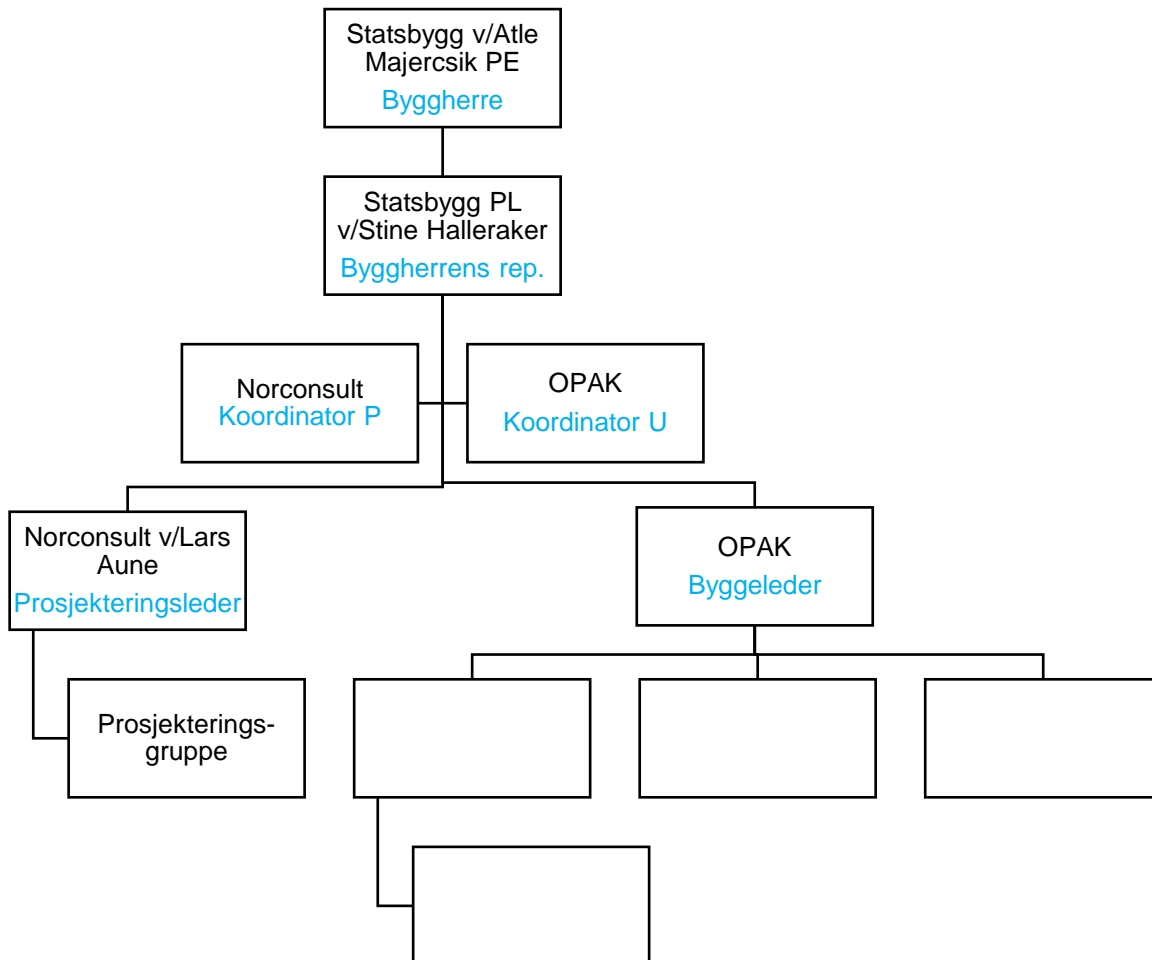 Statsbygg v/Atle
Majercsik PE
Byggherre
Statsbygg PL
v/Stine Halleraker
Byggherrens rep.
Norconsult
Koordinator P
OPAK
Koordinator U
Norconsult v/Lars
Aune
Prosjekteringsleder
OPAK
Byggeleder
Prosjekterings-
gruppe